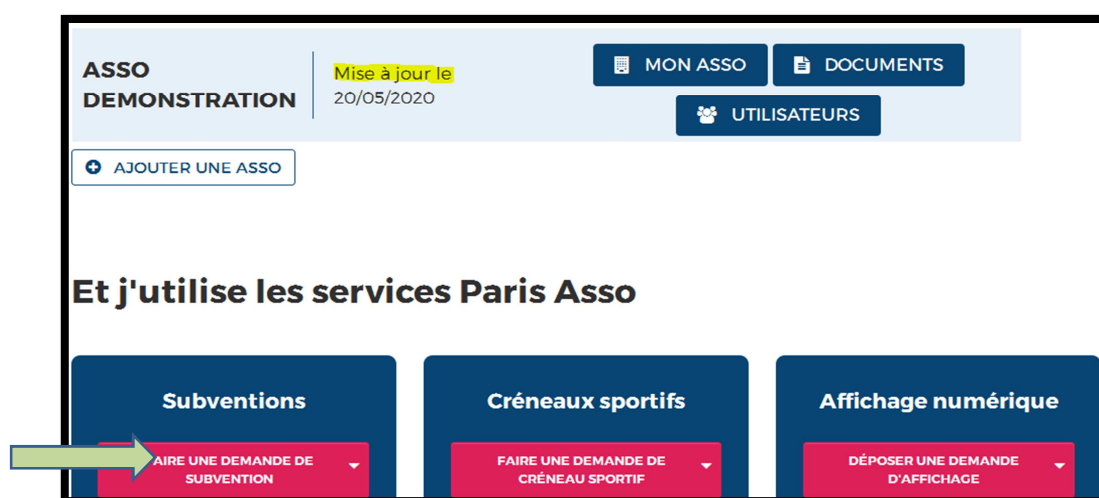 ASSO
DEMONSTRATION
Mise à jour le
20/05/2020
MON ASSO
DOCUMENTS
UTILISATEURS
AJOUTER UNE ASSO
Et j'utilise les services Paris Asso
Subventions
Créneaux sportifs
Affichage numérique
AIRE UNE DEMANDE DE
SUBVENTION
FAIRE UNE DEMANDE DE
CRÉNEAU SPORTIF
DÉPOSER UNE DEMANDE
D'AFFICHAGE